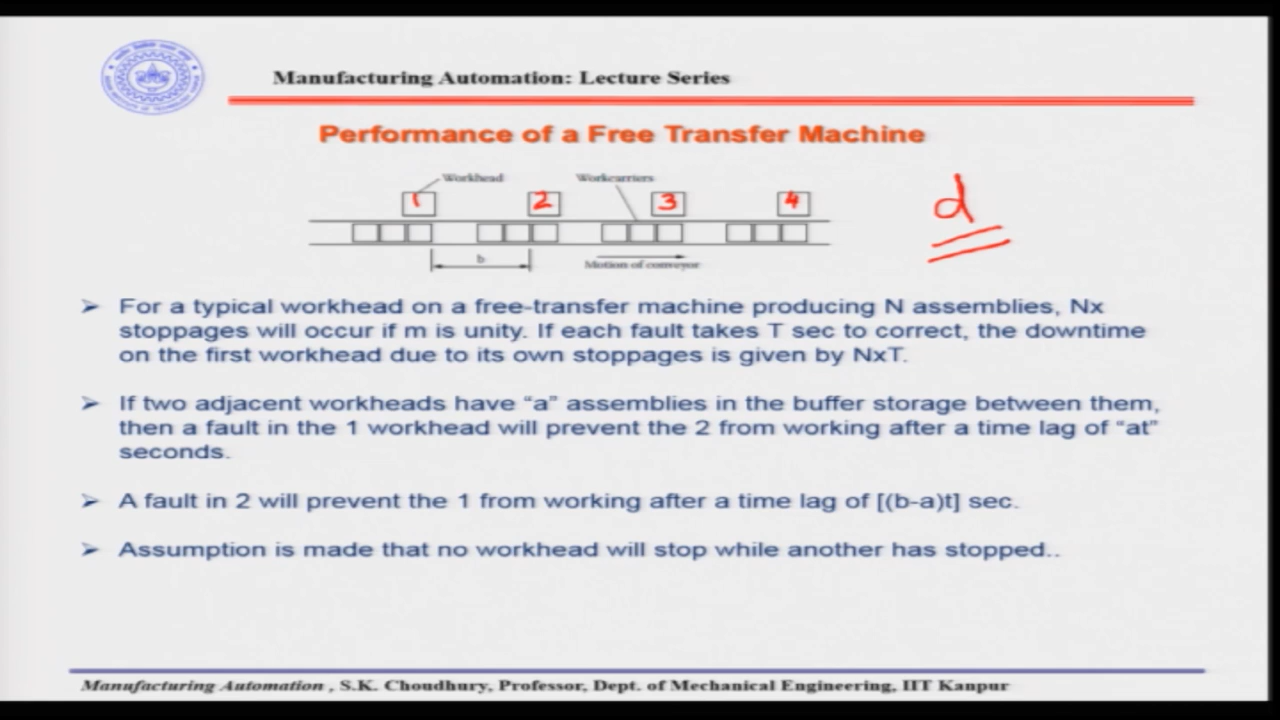 Manufacturing Automation: Lecture Series
Performance of a Free Transfer Machine
Workhead
Workcarriers
1 2 3 4
d
b
Motion of conveyor
➢ For a typical workhead on a free-transfer machine producing N assemblies, Nx
stoppages will occur if m is unity. If each fault takes T sec to correct, the downtime
on the first workhead due to its own stoppages is given by NxT.
➢ If two adjacent workheads have “a” assemblies in the buffer storage between them,
then a fault in the 1 workhead will prevent the 2 from working after a time lag of “at”
seconds.
➢ A fault in 2 will prevent the 1 from working after a time lag of [(b-a)t] sec.
➢ Assumption is made that no workhead will stop while another has stopped..
Manufacturing Automation , S.K. Choudhury, Professor, Dept. of Mechanical Engineering, IIT Kanpur